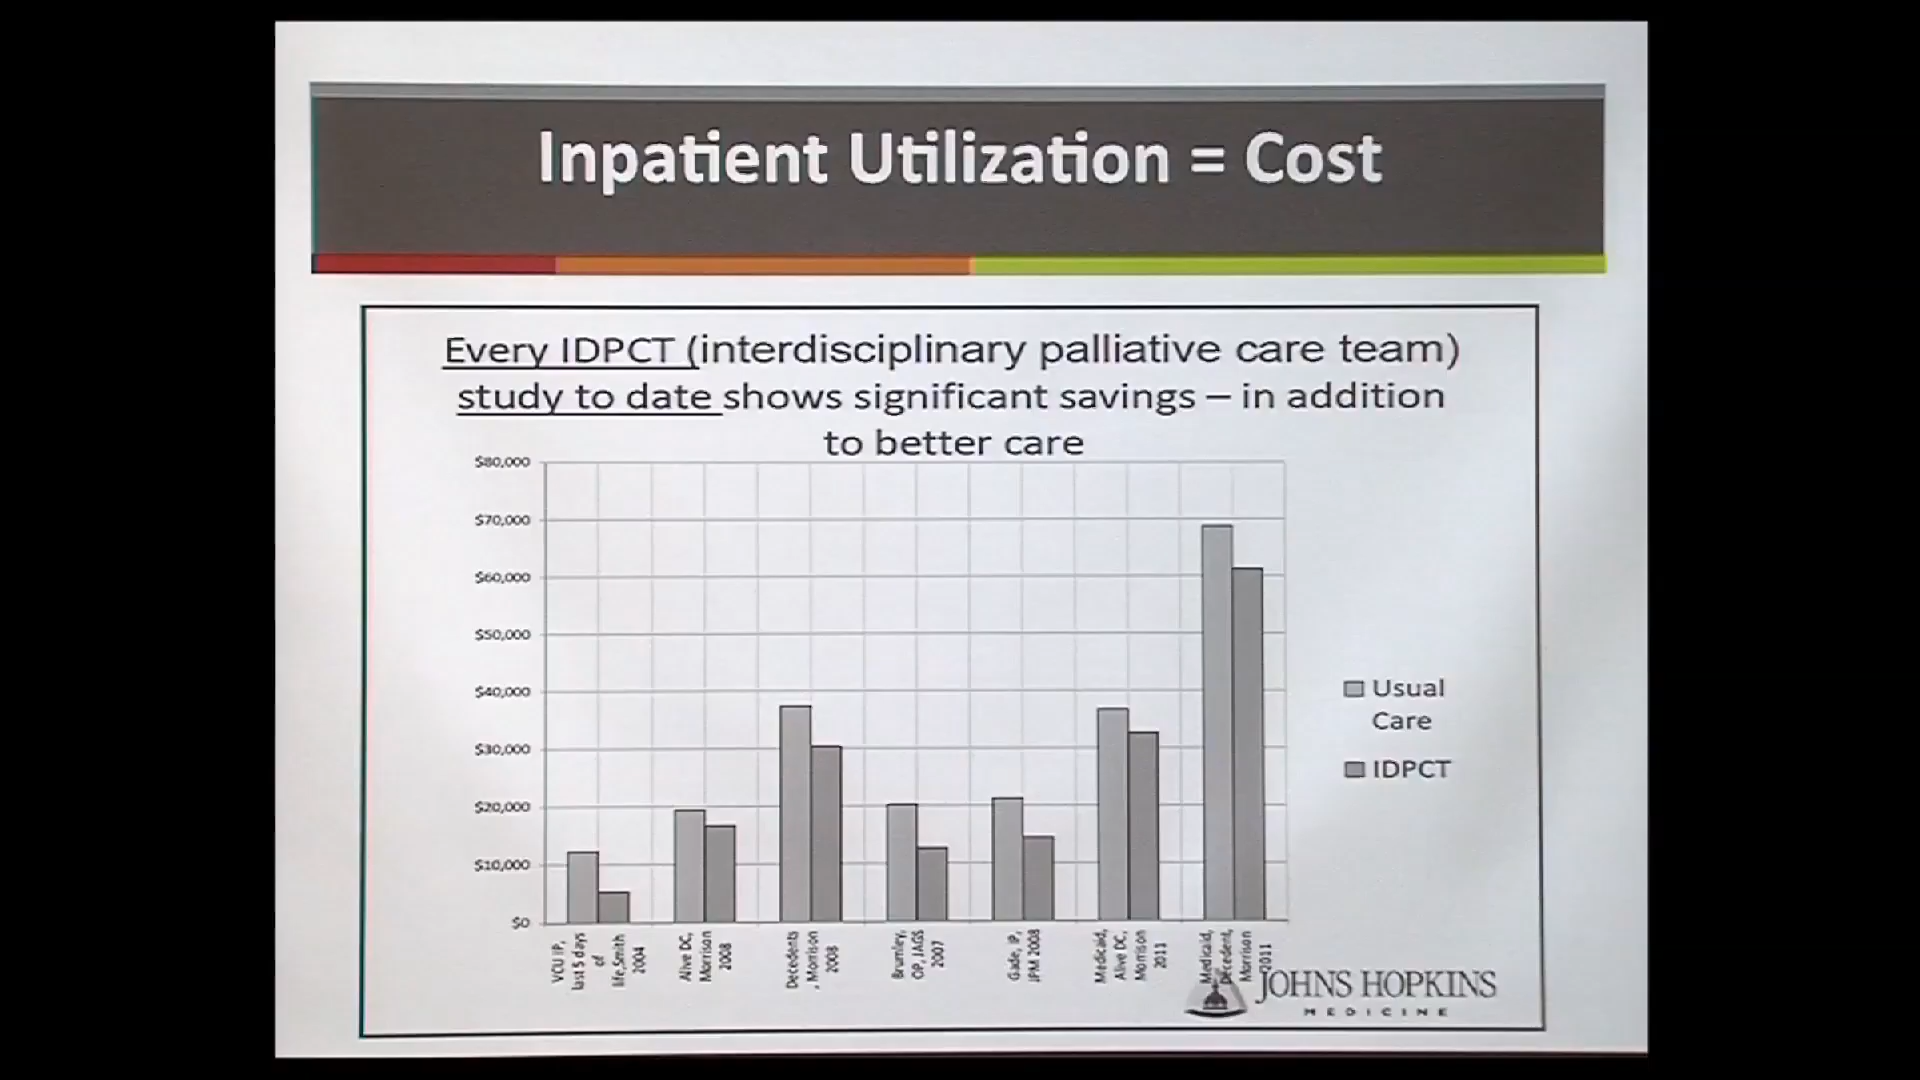 Inpatient Utilization = Cost
Every IDPCT (interdisciplinary palliative care team)
study to date shows significant savings – in addition
to better care
$80,000
$70,000
$60,000
$50,000
$40,000
$30,000
$20,000
$10,000
$0
VCU IP,
last 5 days
of
life,Smith
2004
Alive DC,
Morrison
2008
Decedents
, Morrison
2008
Brumley,
OP, JAGS
2007
Gade, IP,
JPM 2008
Medicaid,
Alive DC,
Morrison
2011
Medicaid,
Decedent,
Morrison
2011
Usual
Care
IDPCT
JOHNS HOPKINS
MEDICINE